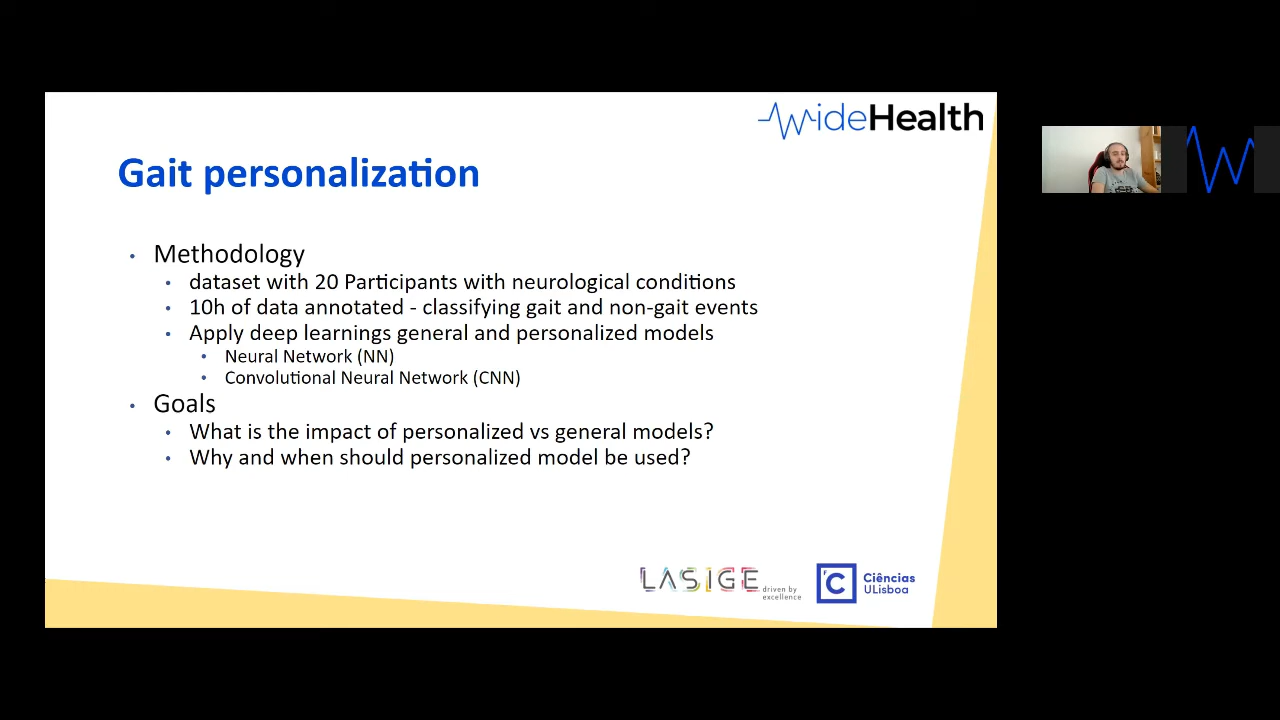 WideHealth
Gait personalization
• Methodology
• dataset with 20 Participants with neurological conditions
• 10h of data annotated - classifying gait and non-gait events
• Apply deep learnings general and personalized models
• Neural Network (NN)
• Convolutional Neural Network (CNN)
• Goals
• What is the impact of personalized vs general models?
• Why and when should personalized model be used?
LASIGE
driven by
excellence
Ciências
ULisboa